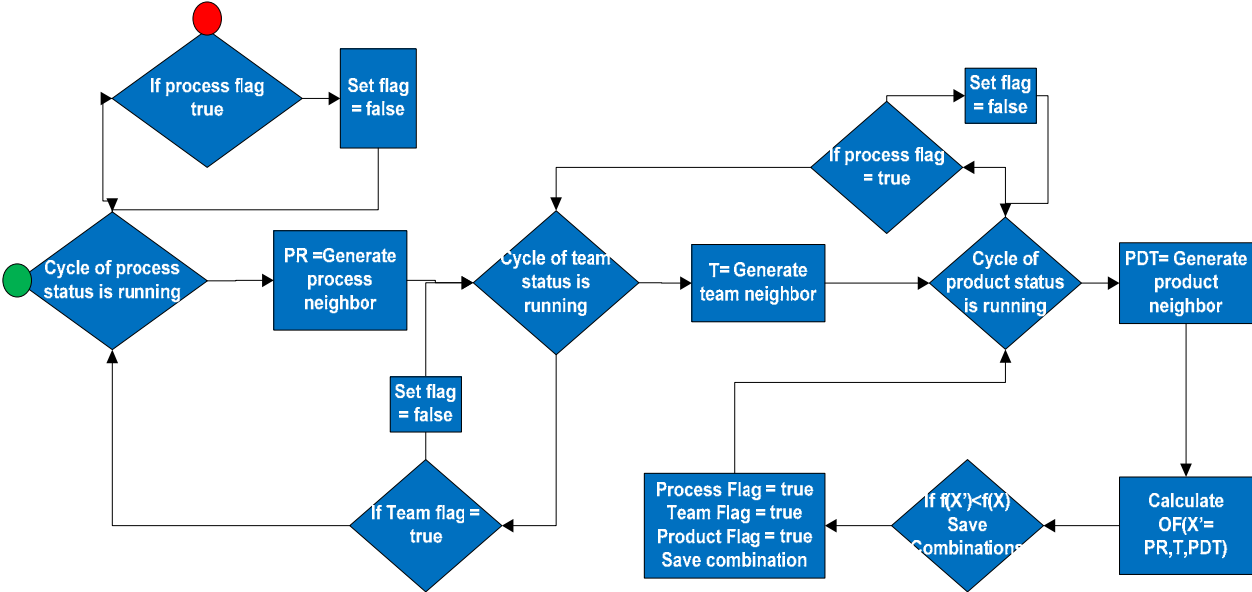 If process flag
true
Set flag
= false
Set flag
= false
If process flag
= true
Cycle of process
status is running
PR =Generate
process
neighbor
Cycle of team
status is
running
T= Generate
team neighbor
Cycle of
product status
is running
PDT= Generate
product
neighbor
Set flag
= false
If Team flag =
true
Process Flag = true
Team Flag = true
Product Flag = true
Save combination
If f(X')<f(X)
Save
Combinations
Calculate
OF(X'=
PR,T,PDT)